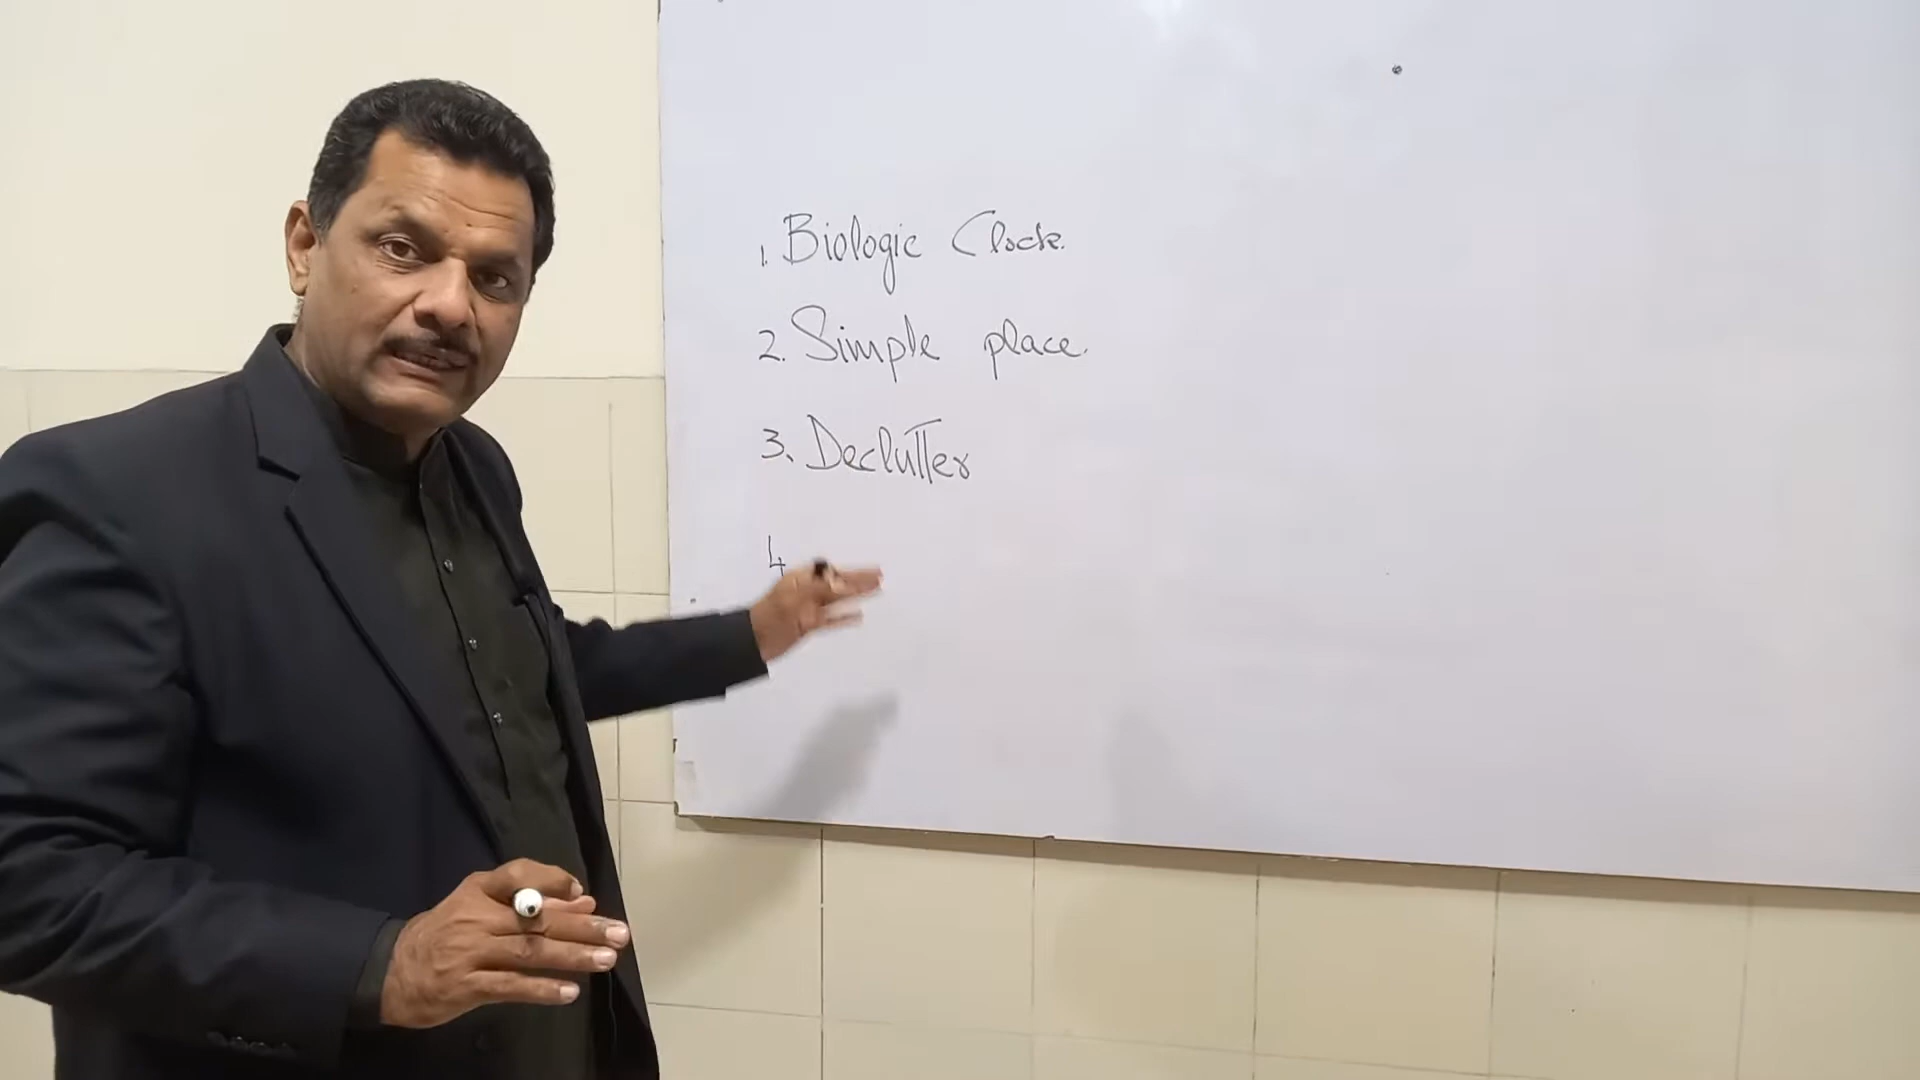 1. Biologic Clock.
2. Simple place.
3. Declutter
4